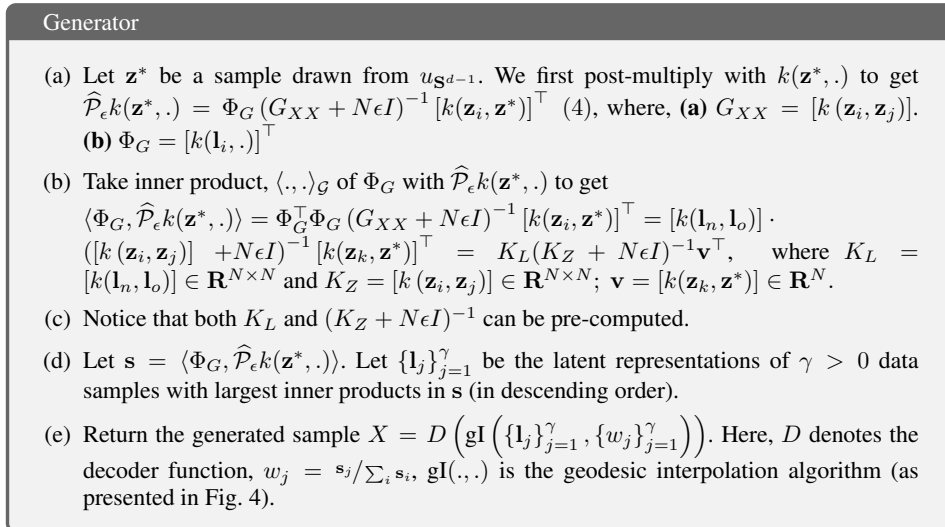 Generator
(a) Let z* be a sample drawn from u_{S^{d-1}}. We first post-multiply with k(z*, .) to get
P̂_ϵ k(z*, .) = Φ_G (G_{XX} + NϵI)^{-1} [k(z_i, z*)]^⊤ (4), where, (a) G_{XX} = [k (z_i, z_j)].
(b) Φ_G = [k(l_i, .)]^⊤
(b) Take inner product, ⟨., .⟩_G of Φ_G with P̂_ϵ k(z*, .) to get
⟨Φ_G, P̂_ϵ k(z*, .)⟩ = Φ_G^⊤ Φ_G (G_{XX} + NϵI)^{-1} [k(z_i, z*)]^⊤ = [k(l_n, l_o)] ·
([k (z_i, z_j)] +NϵI)^{-1} [k(z_k, z*)]^⊤ = K_L(K_Z + NϵI)^{-1}v^⊤, where K_L =
[k(l_n, l_o)] ∈ R^{N×N} and K_Z = [k (z_i, z_j)] ∈ R^{N×N}; v = [k(z_k, z*)] ∈ R^N.
(c) Notice that both K_L and (K_Z + NϵI)^{-1} can be pre-computed.
(d) Let s = ⟨Φ_G, P̂_ϵ k(z*, .)⟩. Let {l_j}_{j=1}^γ be the latent representations of γ > 0 data
samples with largest inner products in s (in descending order).
(e) Return the generated sample X = D (gI ({l_j}_{j=1}^γ , {w_j}_{j=1}^γ)). Here, D denotes the
decoder function, w_j = s_j/∑_i s_i, gI(., .) is the geodesic interpolation algorithm (as
presented in Fig. 4).